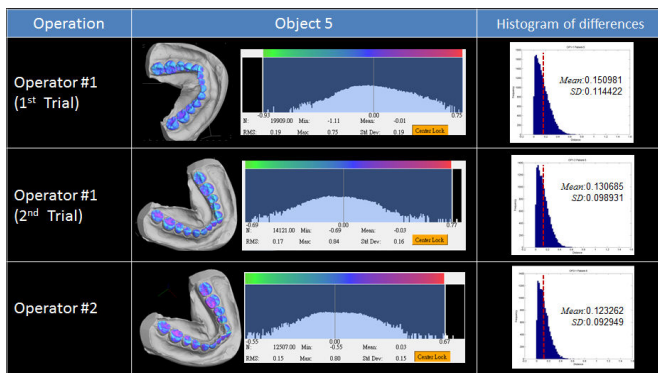 Operation
Object 5
Histogram of differences
Operator #1
(1st Trial)
-0.93
0.00
0.75
N: 19909.00 Min: -1.11 Mean: -0.01
RMS: 0.19 Max: 0.75 Std Dev: 0.19 Center Lock
Mean:0.150981
SD:0.114422
Operator #1
(2nd Trial)
-0.69
0.00
0.77
N: 14121.00 Min: -0.69 Mean: -0.03
RMS: 0.17 Max: 0.84 Std Dev: 0.16 Center Lock
Mean:0.130685
SD:0.098931
Operator #2
-0.55
0.00
0.67
N: 12507.00 Min: -0.55 Mean: 0.03
RMS: 0.15 Max: 0.80 Std Dev: 0.15 Center Lock
Mean:0.123262
SD:0.092949